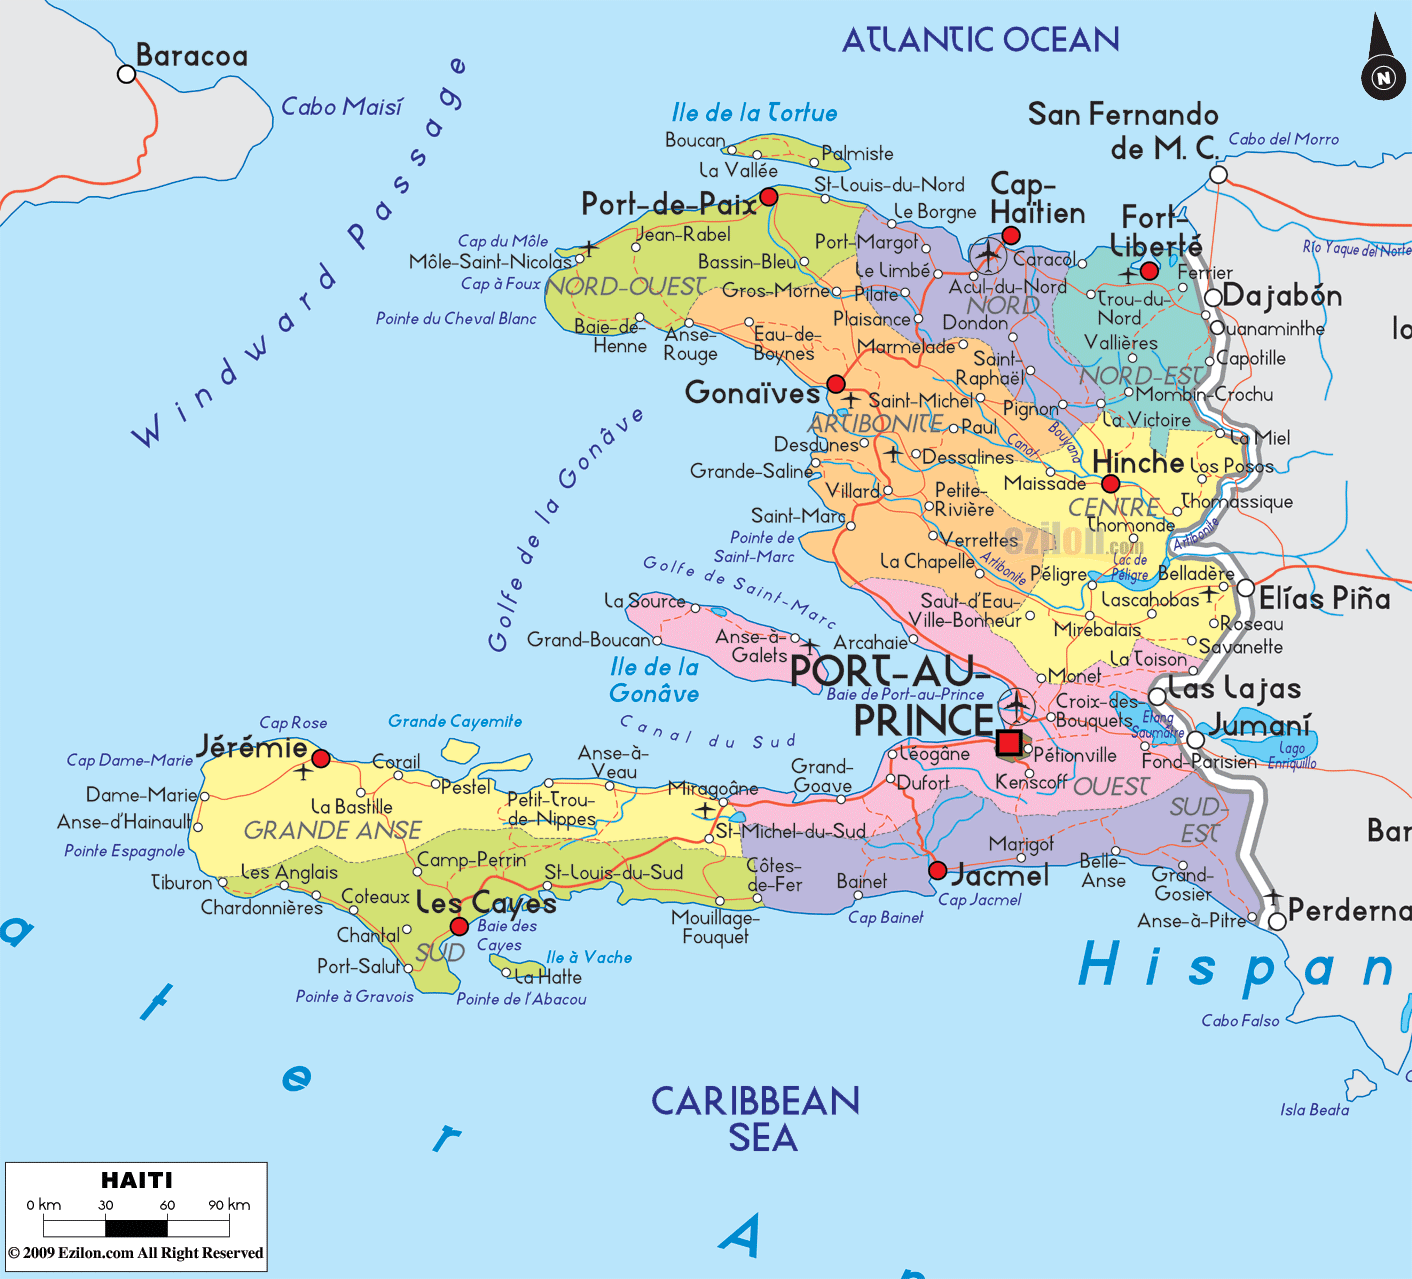 ATLANTIC OCEAN
N
Baracoa
Cabo Maisí
Windward Passage
Ile de la Tortue
Boucan
La Vallée
Palmiste
San Fernando
de M. C.
Cabo del Morro
Río Yaque del Norte
Port-de-Paix
St-Louis-du-Nord
Le Borgne
Cap-
Haïtien
Fort-
Liberté
Cap du Môle
Môle-Saint-Nicolas
Cap à Foux
Jean-Rabel
Bassin-Bleu
Port-Margot
Le Limbé
Caracol
Acul-du-Nord
Ferrier
Dajabón
NORD-OUEST
Gros-Morne
Pilate
NORD
Trou-du-
Nord
Ouanaminthe
Pointe du Cheval Blanc
Baie-de-
Henne
Anse-
Rouge
Eau-de-
Boynes
Plaisance
Dondon
Marmelade
Vallières
Capotille
Saint-
Raphaël
NORD-EST
Gonaïves
Saint-Michel
Pignon
Mombin-Crochu
La Victoire
ARTIBONITE
Paul
Canot
Bouyana
La Miel
Desdunes
Dessalines
Hinche
Los Posos
Grande-Saline
Maissade
Villard
Petite-
Rivière
CENTRE
Thomassique
Thomonde
Saint-Marc
Verrettes
ezilon.com
Artibonite
Pointe de
Saint-Marc
La Chapelle
Artibonite
Péligre
Lac de
Péligre
Belladère
Elías Piña
Golfe de la Gonâve
Golfe de Saint-Marc
La Source
Saut-d'Eau-
Ville-Bonheur
Lascahobas
Mirebalais
Roseau
Savanette
Grand-Boucan
Anse-à-
Galets
Arcahaie
Ile de la
Gonâve
La Toison
Monet
PORT-AU-
PRINCE
Baie de Port-au-Prince
Las Lajas
Croix-des-
Bouquets
Etang
Saumâtre
Jumaní
Lago
Enriquillo
Canal du Sud
Cap Rose
Grande Cayemite
Jérémie
Cap Dame-Marie
Corail
Anse-à-
Veau
Léogâne
Pétionville
Fond-Parisien
Dame-Marie
La Bastille
Pestel
Petit-Trou-
de-Nippes
Miragoâne
Grand-
Goave
Dufort
Kenscoff
OUEST
Anse-d'Hainault
GRANDE ANSE
St-Michel-du-Sud
SUD-
EST
Bar
Pointe Espagnole
Tiburon
Les Anglais
Camp-Perrin
St-Louis-du-Sud
Côtes-
de-Fer
Bainet
Jacmel
Marigot
Belle-
Anse
Grand-
Gosier
Chardonnières
Coteaux
Les Cayes
Mouillage-
Fouquet
Cap Bainet
Cap Jacmel
Anse-à-Pitre
Perderna
Chantal
SUD
Baie des
Cayes
Port-Salut
Ile à Vache
La Hatte
Pointe à Gravois
Pointe de l'Abacou
Hispan
Cabo Falso
Isla Beata
CARIBBEAN
SEA
HAITI
0 km 30 60 90 km
© 2009 Ezilon.com All Right Reserved